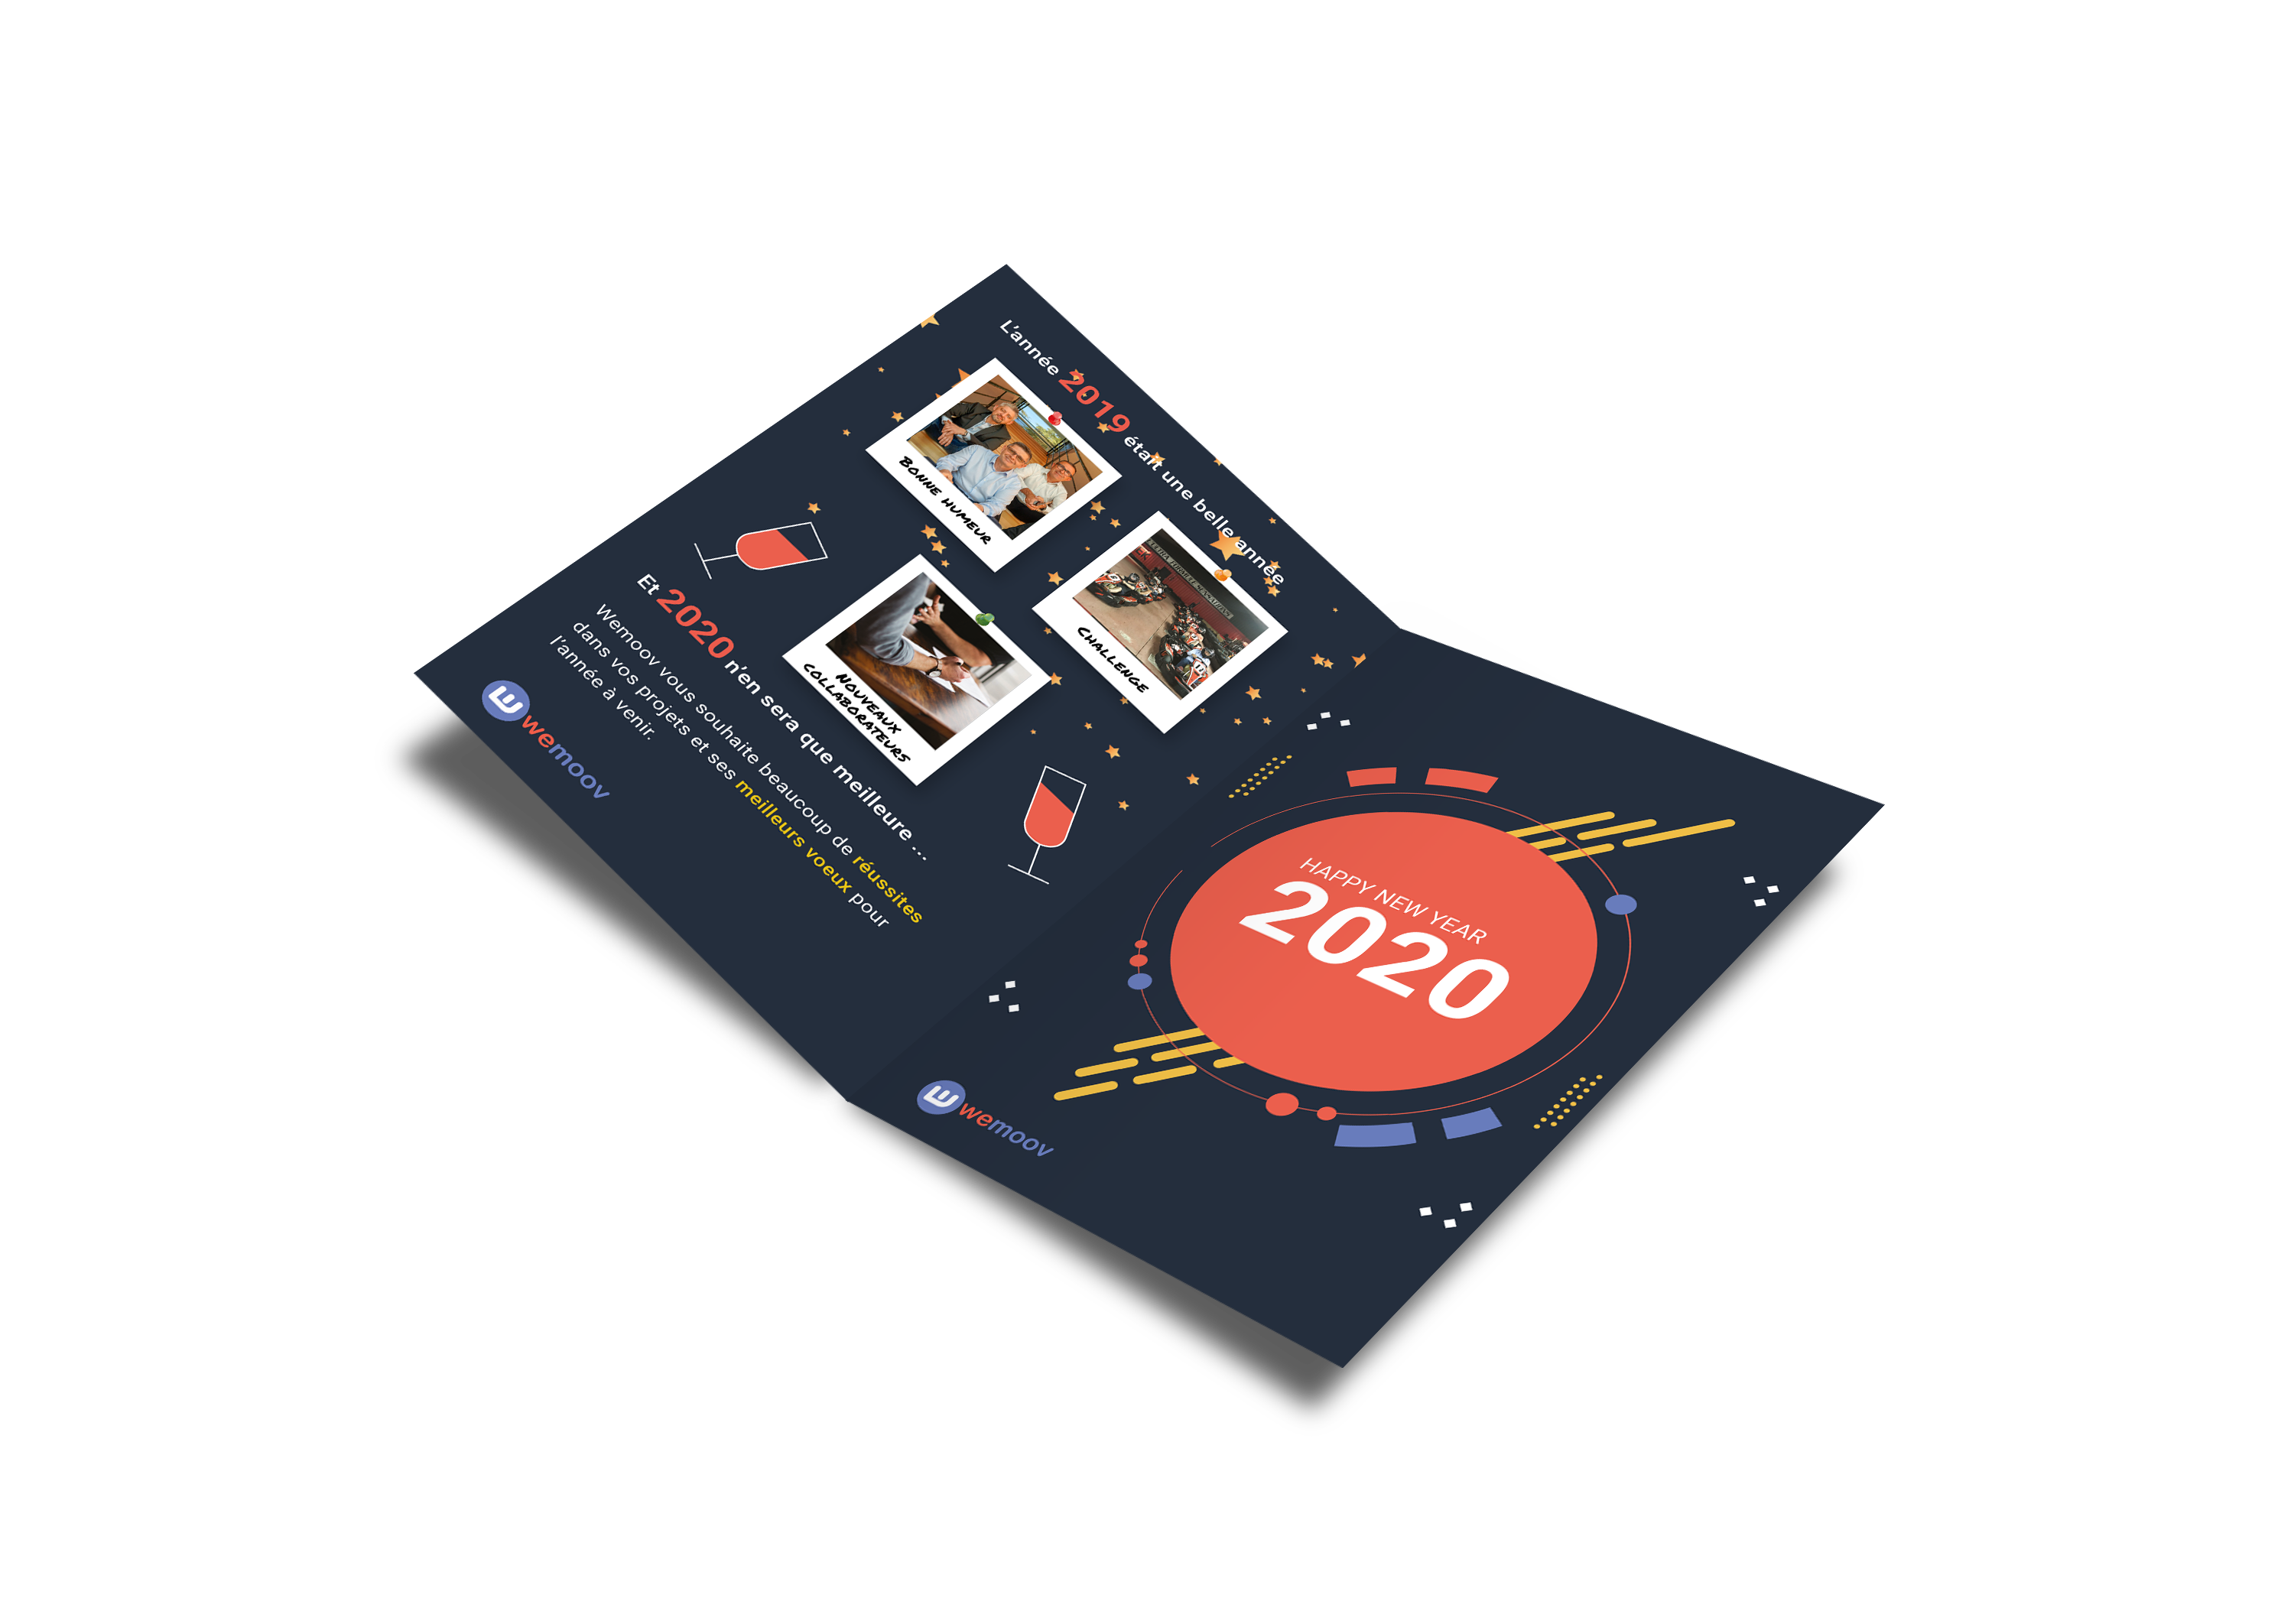 L'année 2019 était une belle année
BONNE HUMEUR
CHALLENGE
NOUVEAUX
COLLABORATEURS
Et 2020 n'en sera que meilleure ...
Wemoov vous souhaite beaucoup de réussites
dans vos projets et ses meilleurs voeux pour
l'année à venir.
wemoov
HAPPY NEW YEAR
2020
wemoov